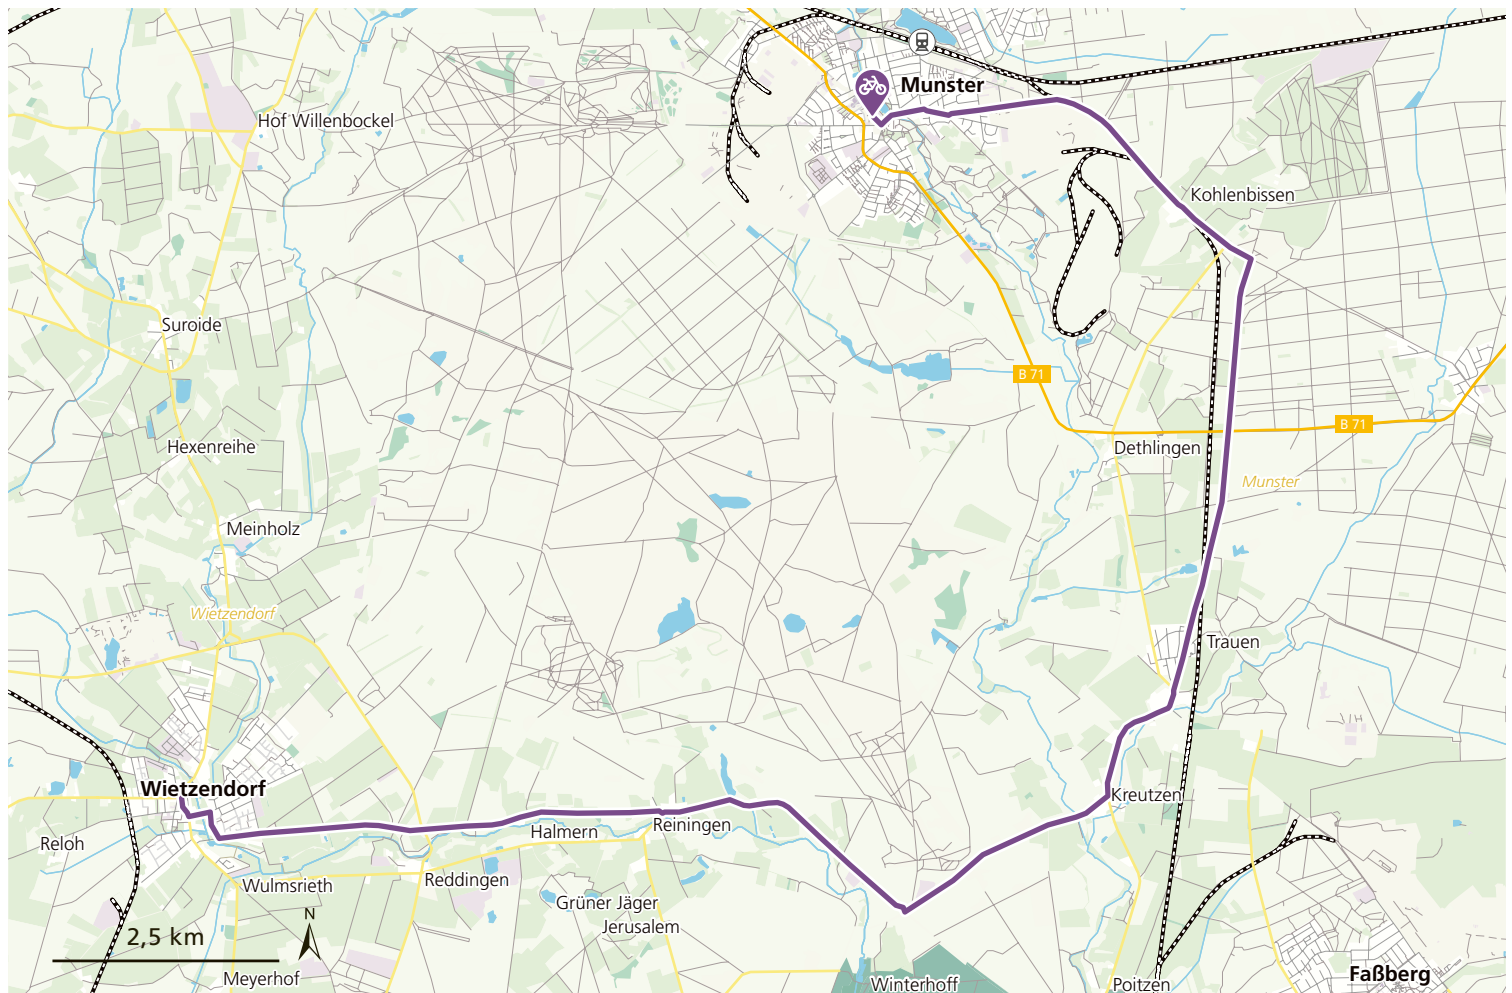 Munster
Hof Willenbockel
Kohlenbissen
Suroide
B 71
B 71
Hexenreihe
Dethlingen
Munster
Meinholz
Wietzendorf
Trauen
Wietzendorf
Kreutzen
Halmern
Reiningen
Reloh
Wulmsrieth
Reddingen
Grüner Jäger
Jerusalem
N
2,5 km
Meyerhof
Winterhoff
Poitzen
Faßberg